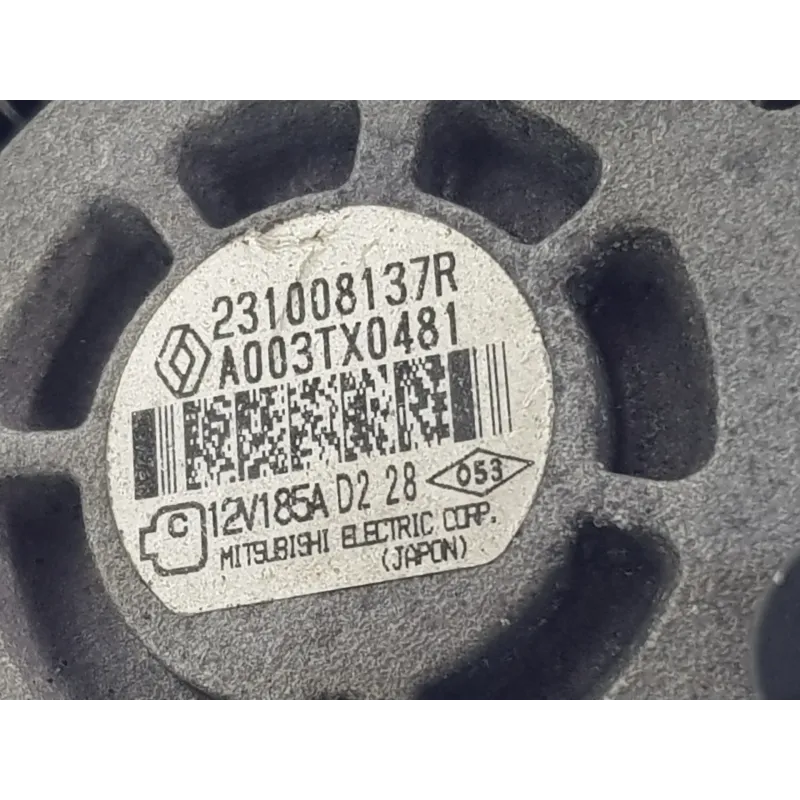 231008137R
A003TX0481
C 12V185A D2 28 053
MITSUBISHI ELECTRIC CORP.
(JAPON)